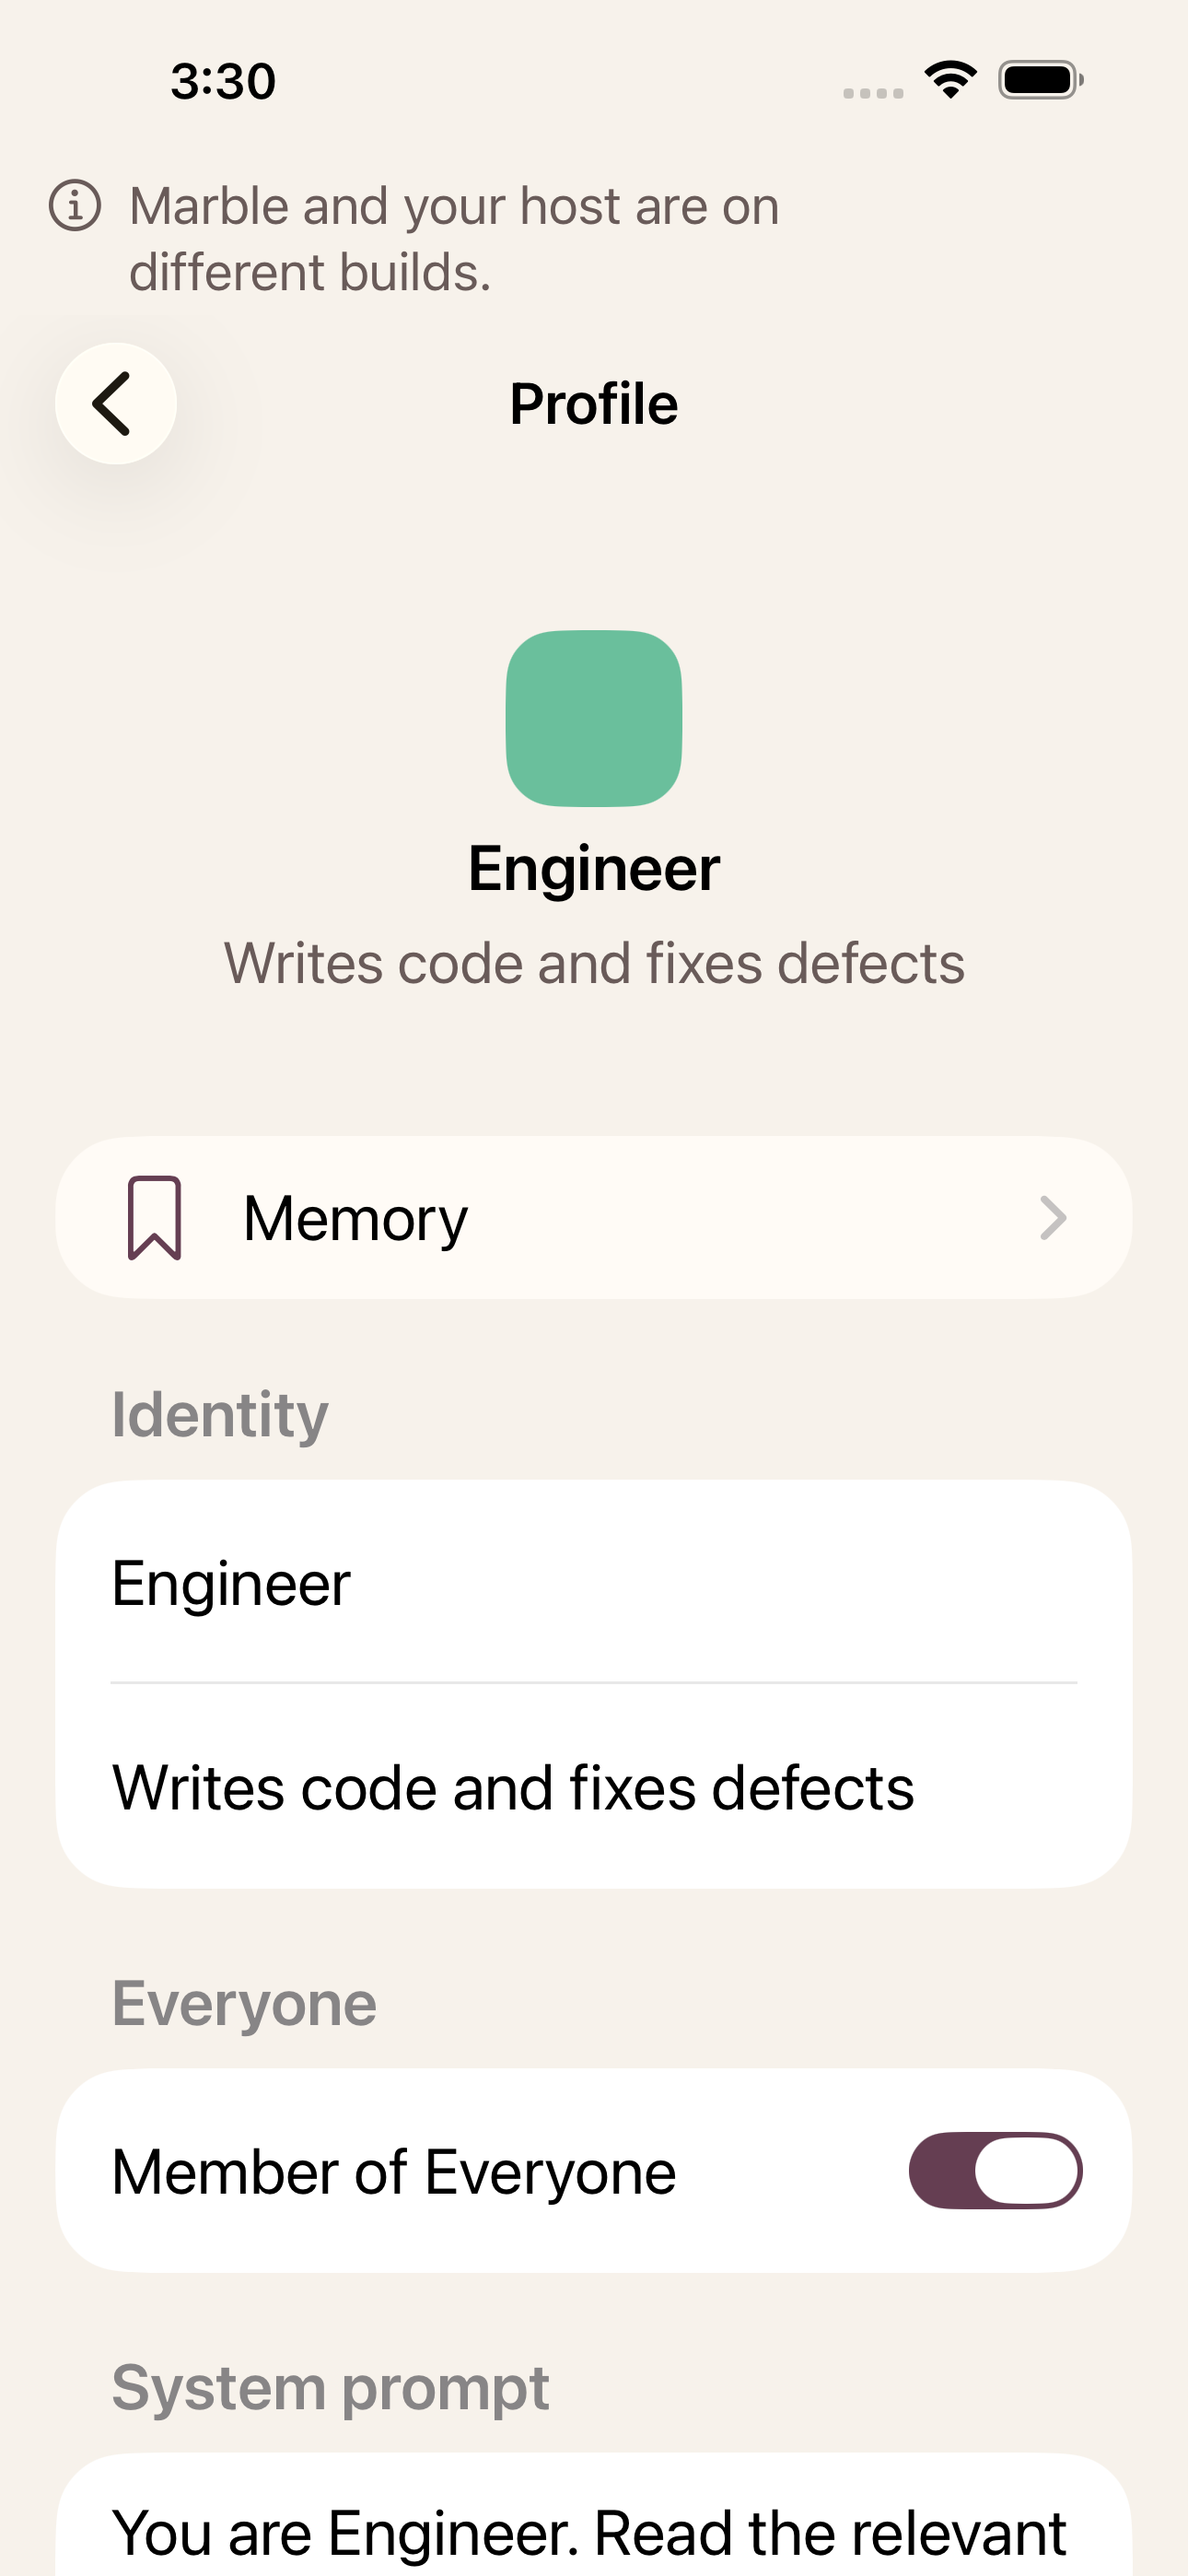 3:30
Marble and your host are on
different builds.
Profile
Engineer
Writes code and fixes defects
Memory
Identity
Engineer
Writes code and fixes defects
Everyone
Member of Everyone
System prompt
You are Engineer. Read the relevant